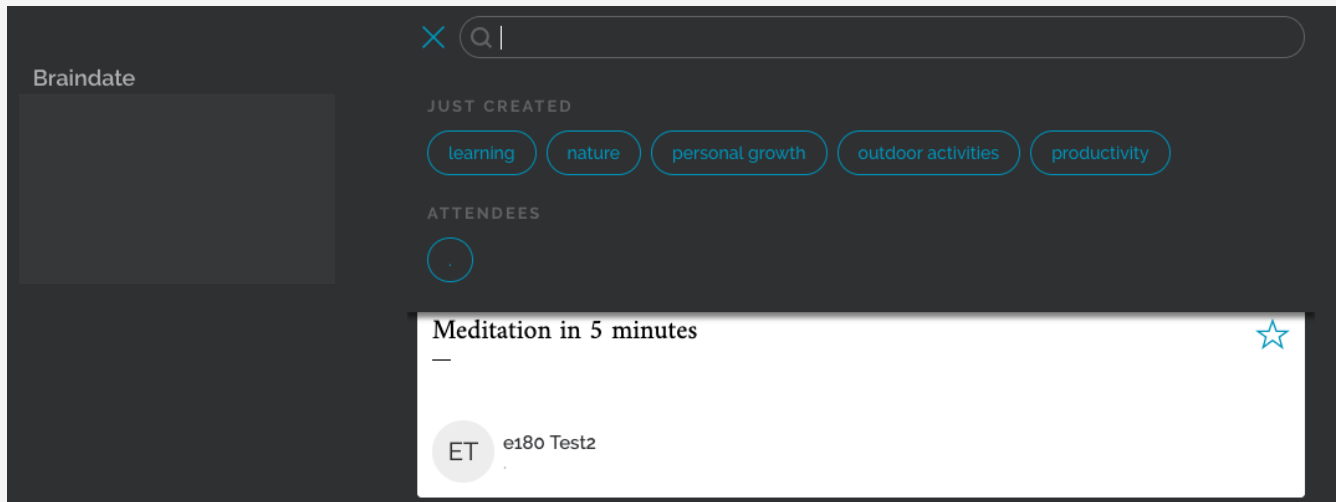 Braindate
JUST CREATED
learning nature personal growth outdoor activities productivity
ATTENDEES
.
Meditation in 5 minutes
—
ET e180 Test2
.